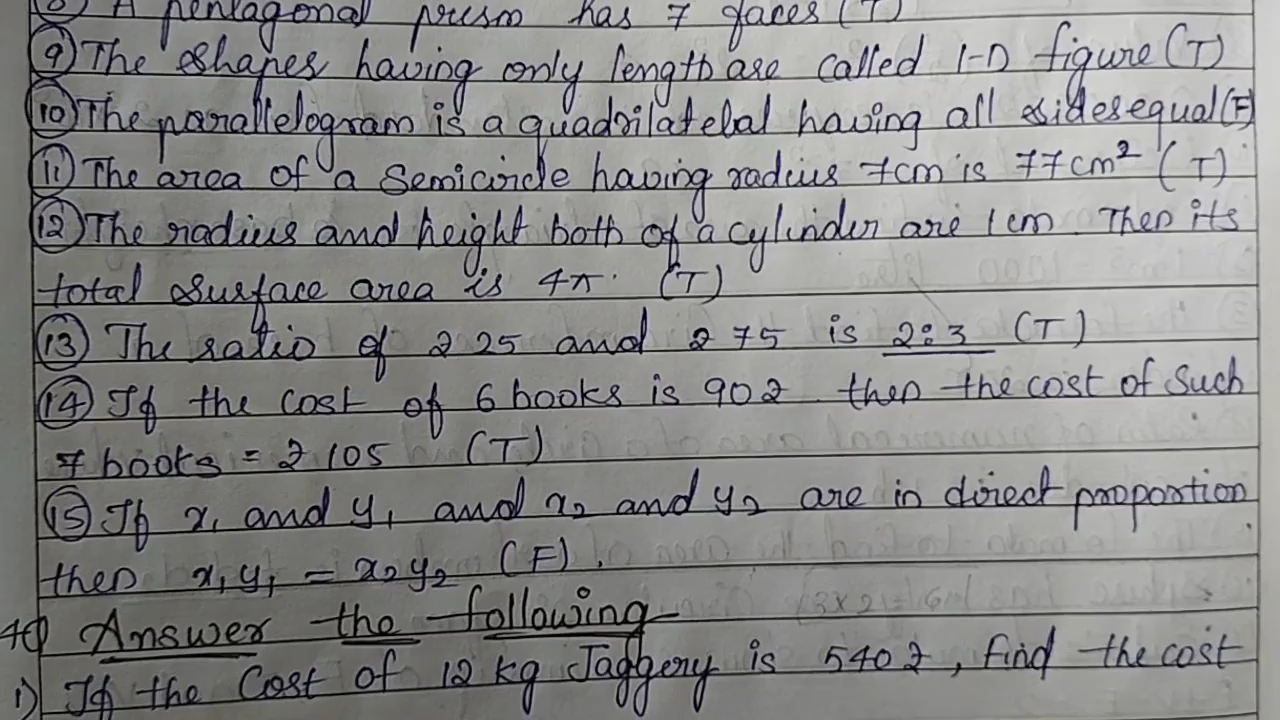 8) A pentagonal prism has 7 faces (T)
9) The shapes having only length are called 1-D figure (T)
10) The parallelogram is a quadrilateral having all sides equal (F)
11) The area of a semicircle having radius 7cm is 77cm² (T)
12) The radius and height both of a cylinder are 1cm Then its
total surface area is 4π. (T)
13) The ratio of ₹ 25 and ₹ 75 is 2:3 (T)
14) If the cost of 6 books is 90₹ then the cost of such
7 books = ₹ 105 (T)
15) If x₁ and y₁ and x₂ and y₂ are in direct proportion
then x₁y₁ = x₂y₂ (F).
Answer the following
1) If the Cost of 12 kg Jaggery is 540₹, find the cost